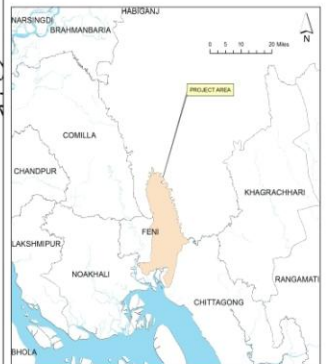 HABIGANJ
NARSINGDI
BRAHMANBARIA
N
0 5 10 20 Miles
PROJECT AREA
COMILLA
CHANDPUR
KHAGRACHHARI
FENI
LAKSHMIPUR
NOAKHALI
RANGAMATI
CHITTAGONG
BHOLA